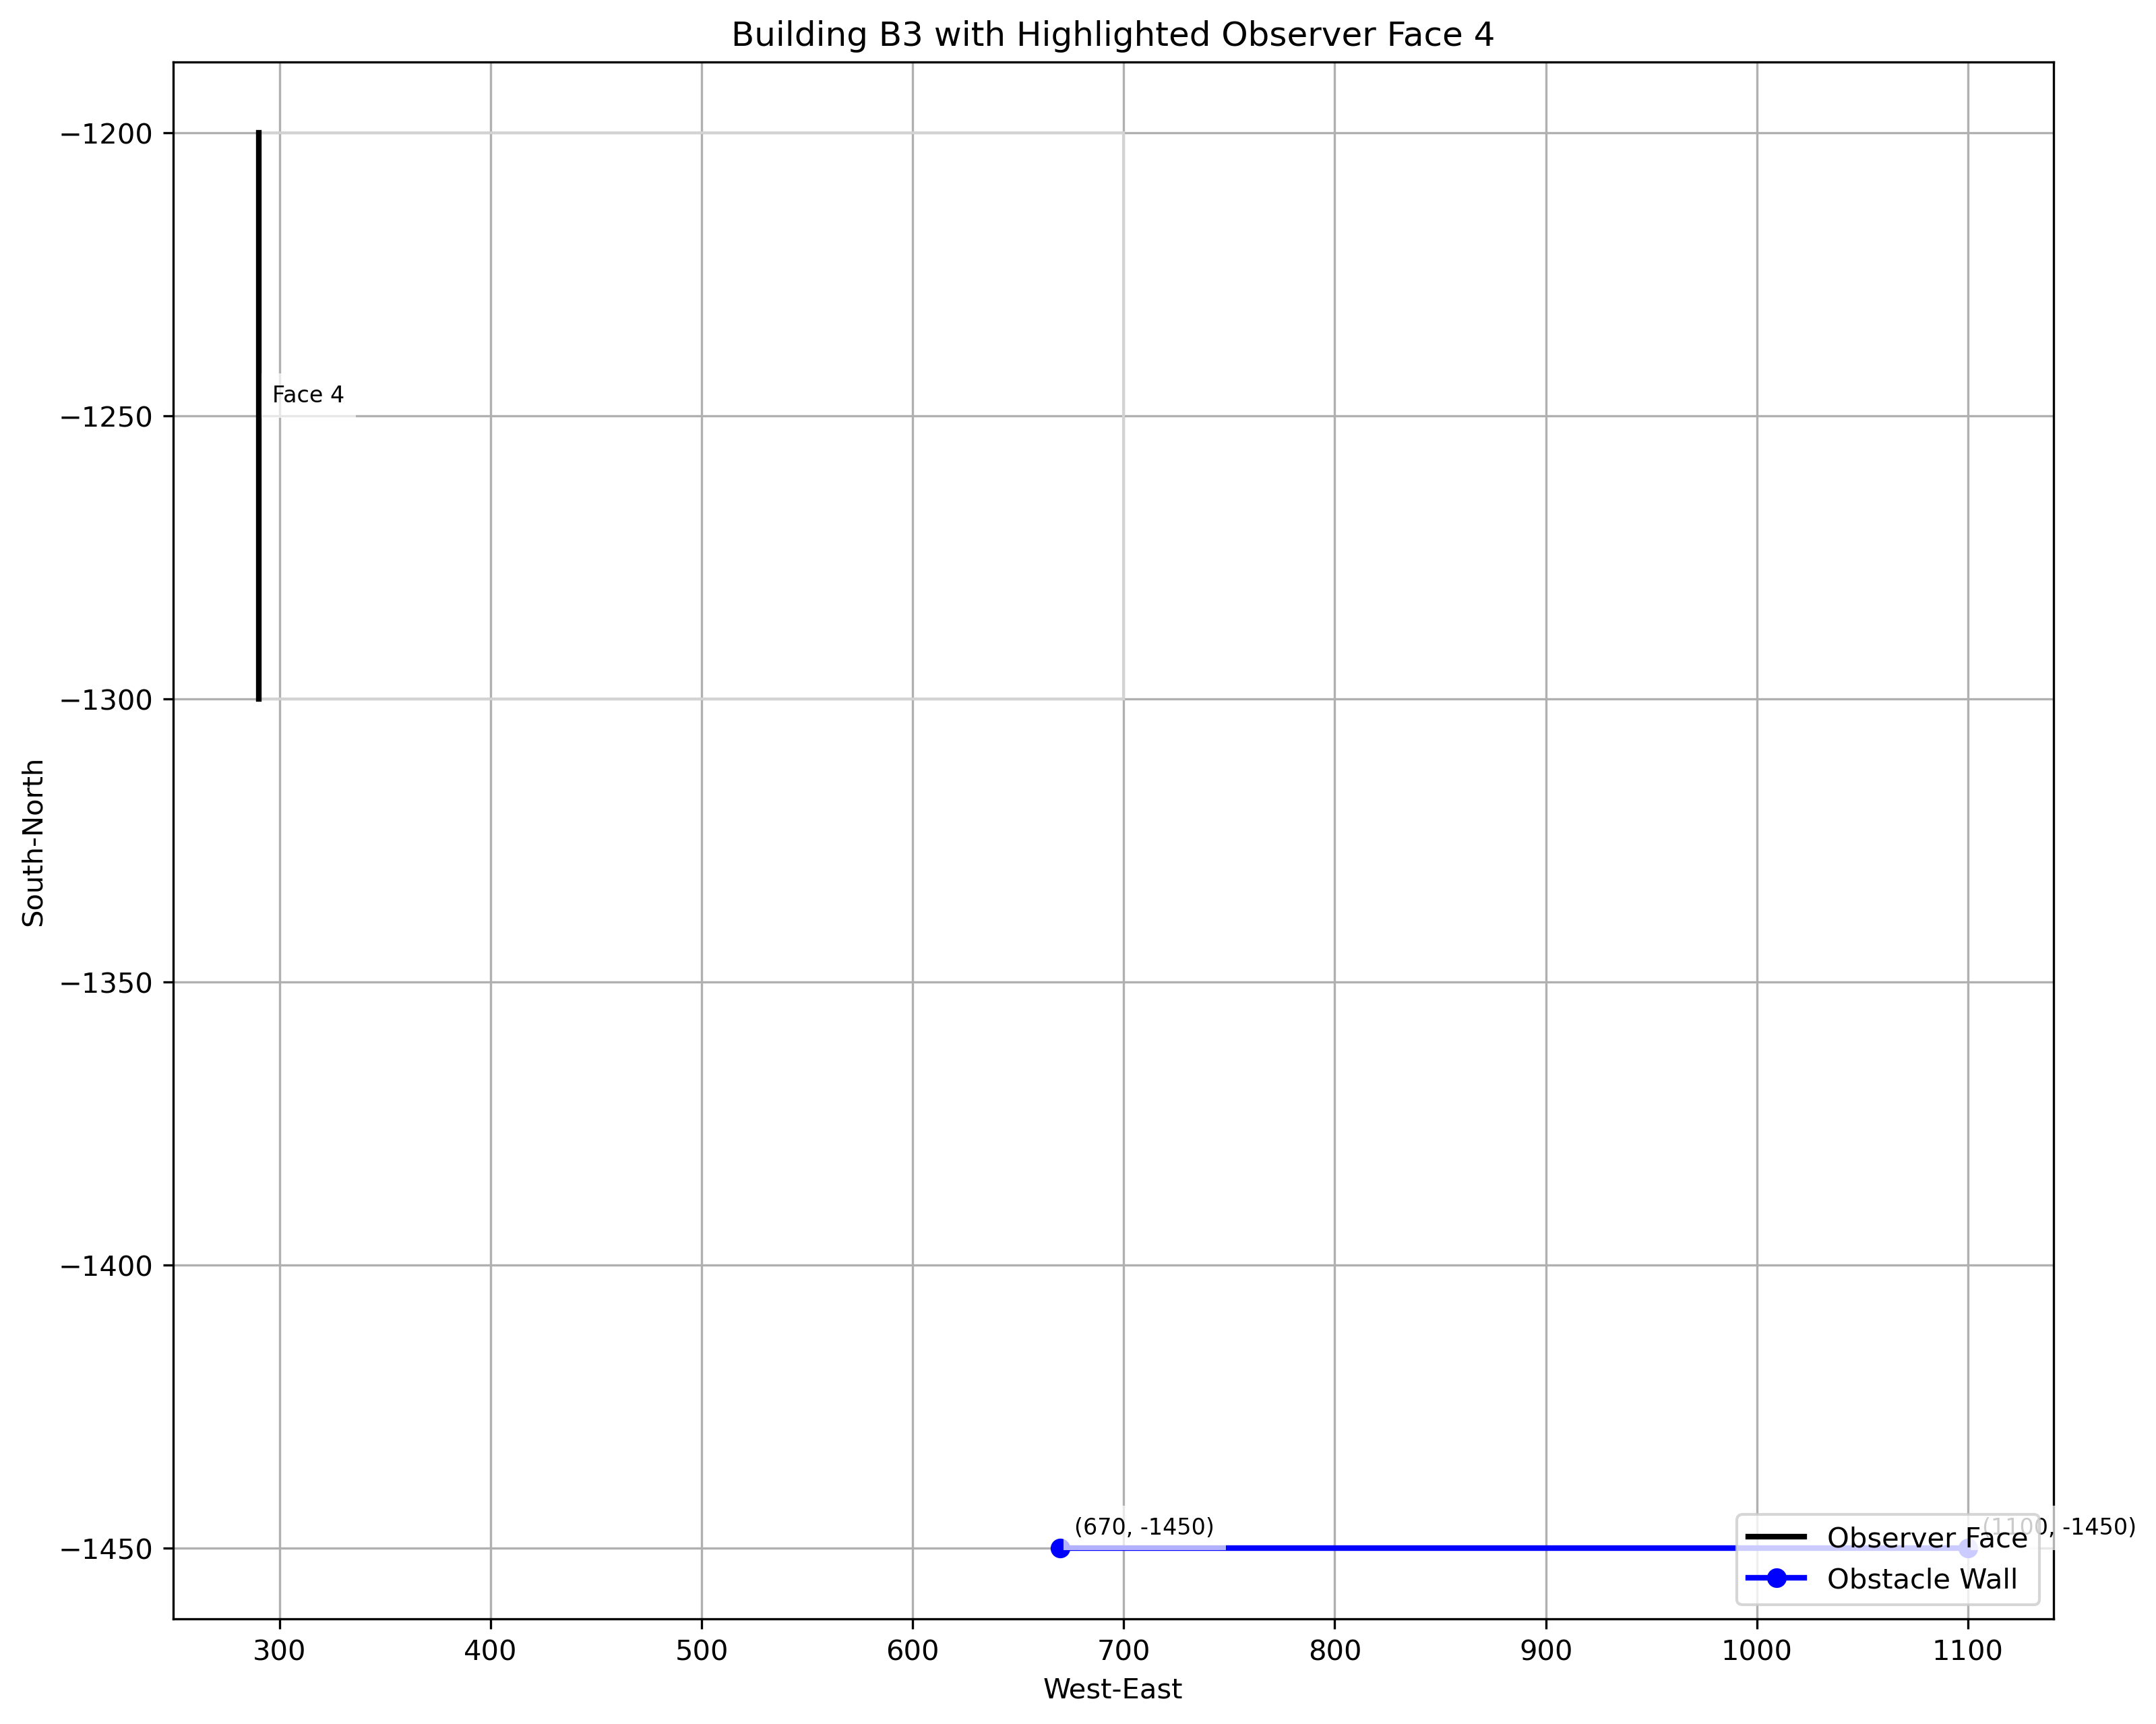 Building B3 with Highlighted Observer Face 4
−1200
−1250
−1300
−1350
−1400
−1450
South-North
Face 4
(670, -1450)
(1100, -1450)
Observer Face
Obstacle Wall
300 400 500 600 700 800 900 1000 1100
West-East